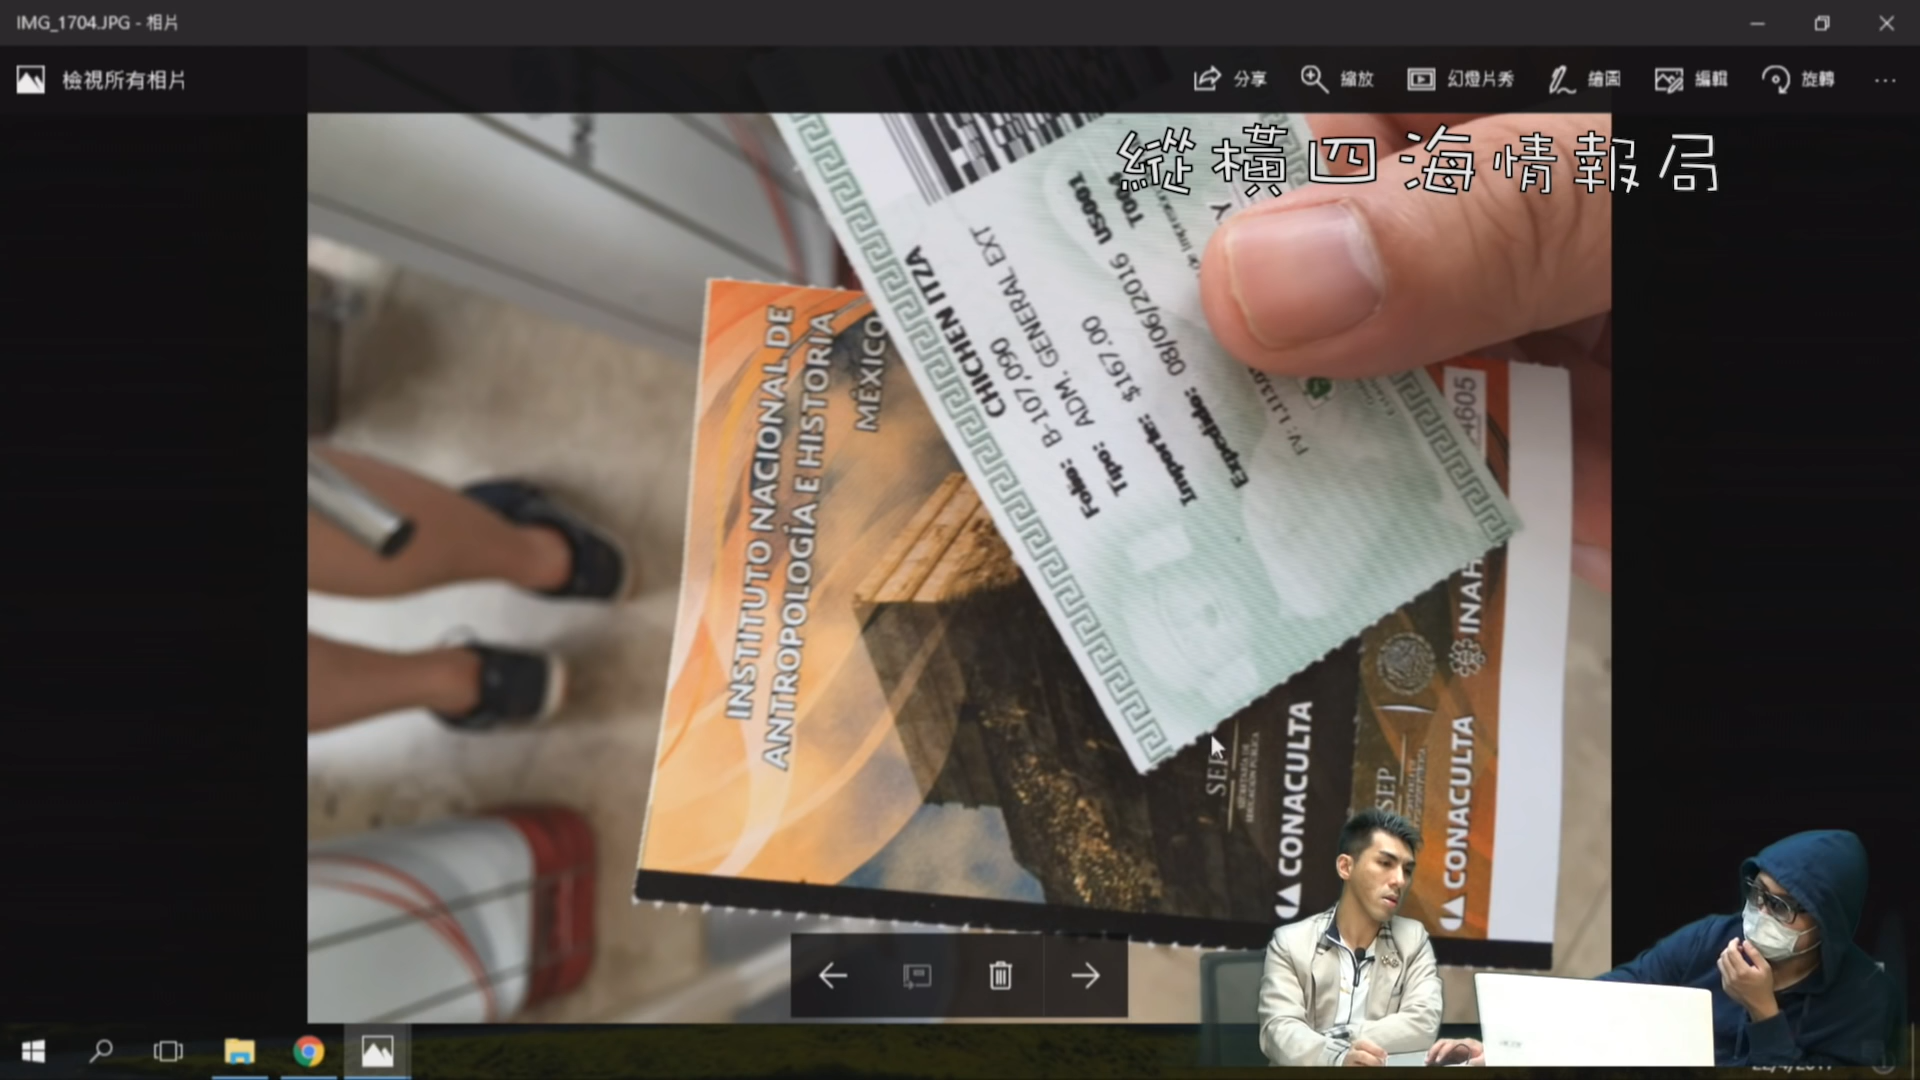 IMG_1704.JPG - 相片
檢視所有相片
分享
縮放
幻燈片秀
繪圖
編輯
旋轉
縱橫四海情報局
CHICHEN ITZA
Folio: B-107,090
Tipo: ADM. GENERAL EXT
Importe: $167.00
Expedido: 08/06/2016 US001
T004
INSTITUTO NACIONAL DE
ANTROPOLOGÍA E HISTORIA
MÉXICO
SEP
CONACULTA
SEP
CONACULTA
INAH